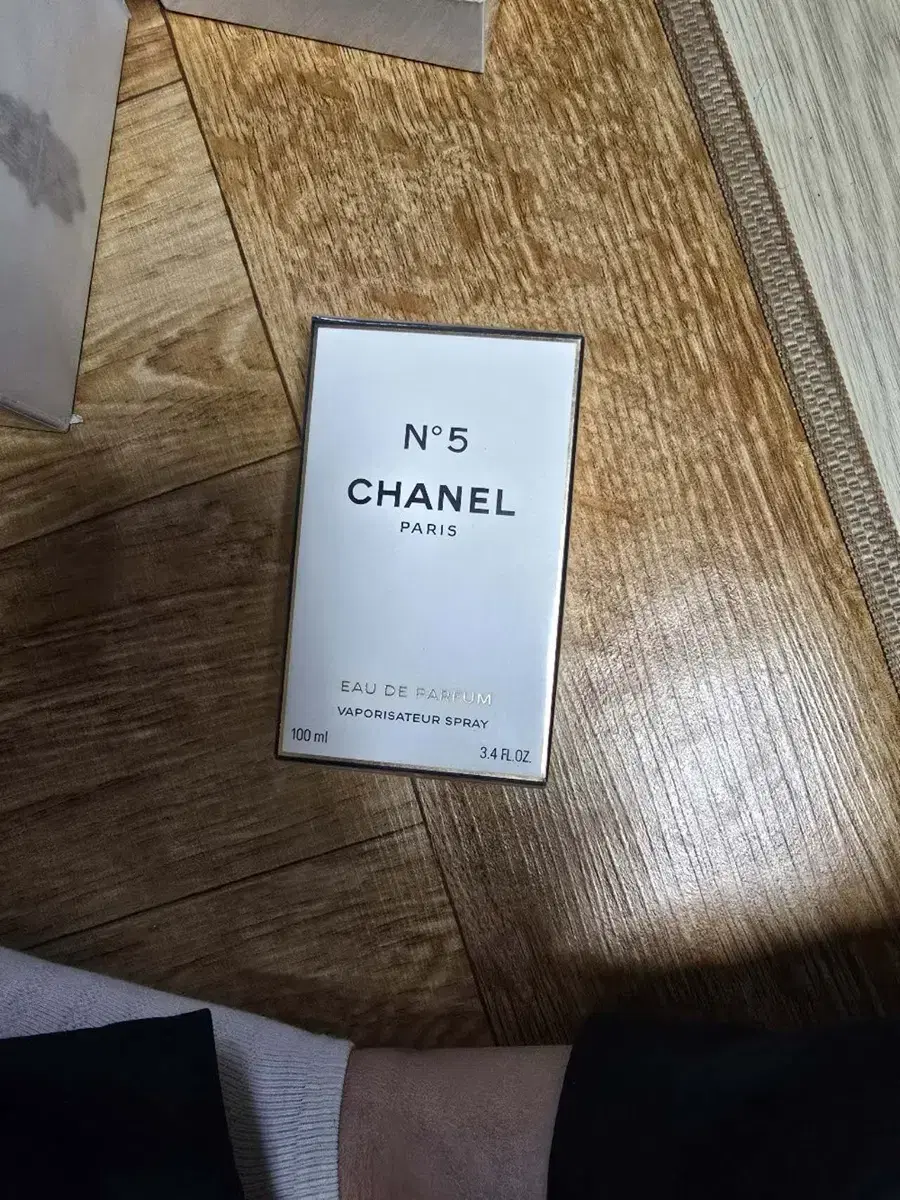 N°5
CHANEL
PARIS
EAU DE PARFUM
VAPORISATEUR SPRAY
100 ml
3.4 FL.OZ.